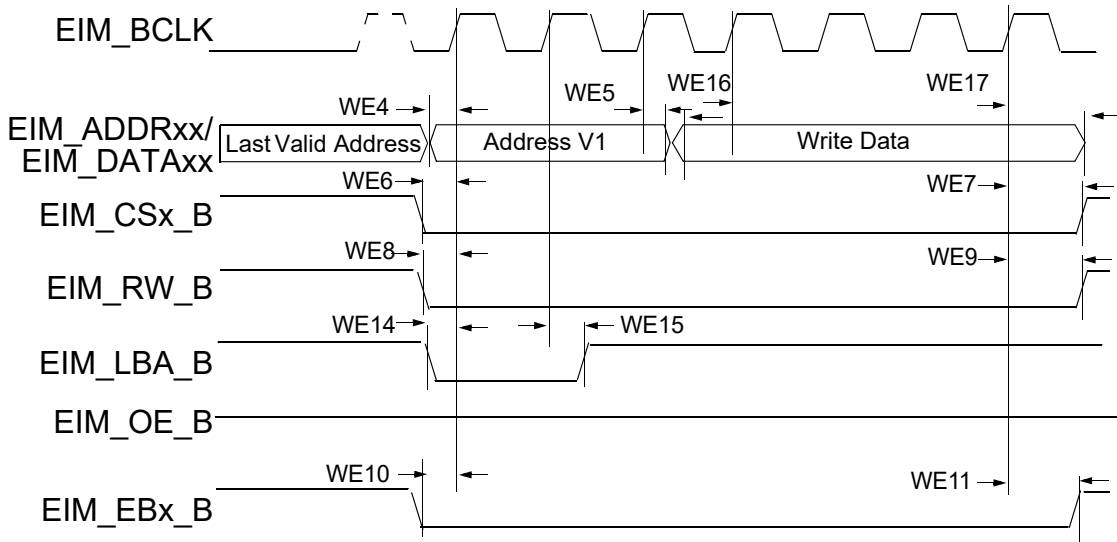 EIM_BCLK
WE4
WE5
WE16
WE17
EIM_ADDRxx/
EIM_DATAxx
Last Valid Address
Address V1
Write Data
WE6
WE7
EIM_CSx_B
WE8
WE9
EIM_RW_B
WE14
WE15
EIM_LBA_B
EIM_OE_B
WE10
WE11
EIM_EBx_B